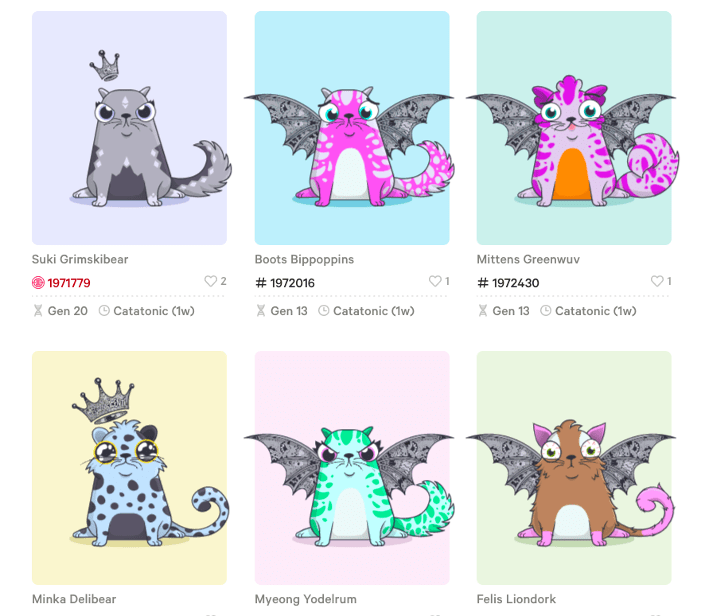 Suki Grimskibear
Boots Bippoppins
Mittens Greenwuv
1971779
2
# 1972016
1
# 1972430
1
Gen 20
Catatonic (1w)
Gen 13
Catatonic (1w)
Gen 13
Catatonic (1w)
Minka Delibear
Myeong Yodelrum
Felis Liondork